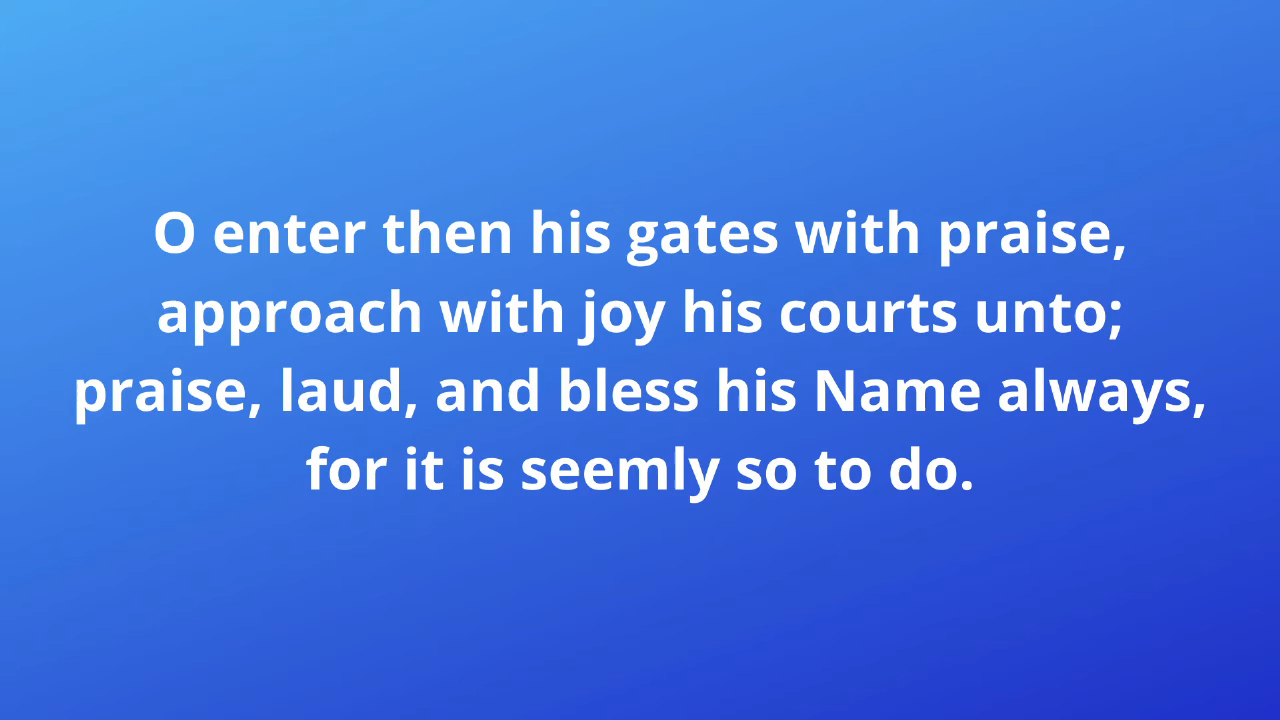 O enter then his gates with praise,
approach with joy his courts unto;
praise, laud, and bless his Name always,
for it is seemly so to do.